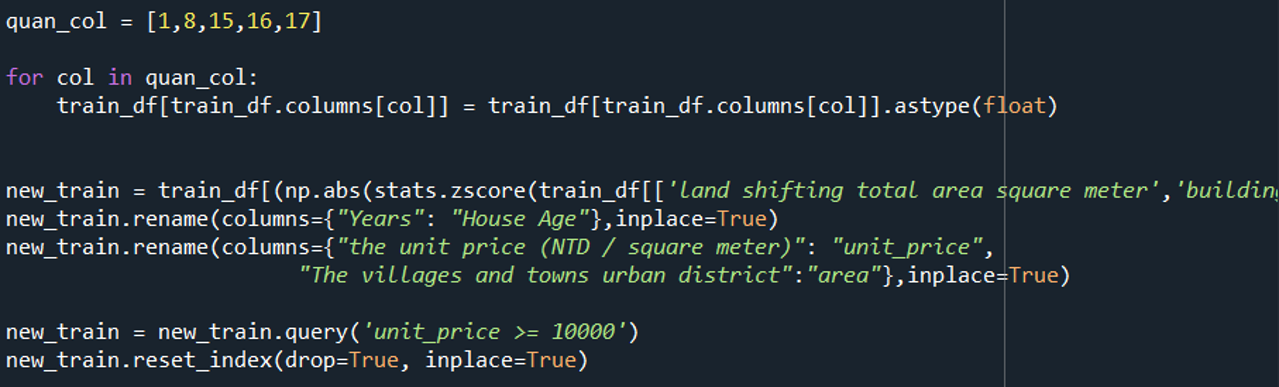 quan_col = [1,8,15,16,17]
for col in quan_col:
train_df[train_df.columns[col]] = train_df[train_df.columns[col]].astype(float)
new_train = train_df[(np.abs(stats.zscore(train_df[['land shifting total area square meter','building
new_train.rename(columns={"Years": "House Age"},inplace=True)
new_train.rename(columns={"the unit price (NTD / square meter)": "unit_price",
"The villages and towns urban district":"area"},inplace=True)
new_train = new_train.query('unit_price >= 10000')
new_train.reset_index(drop=True, inplace=True)